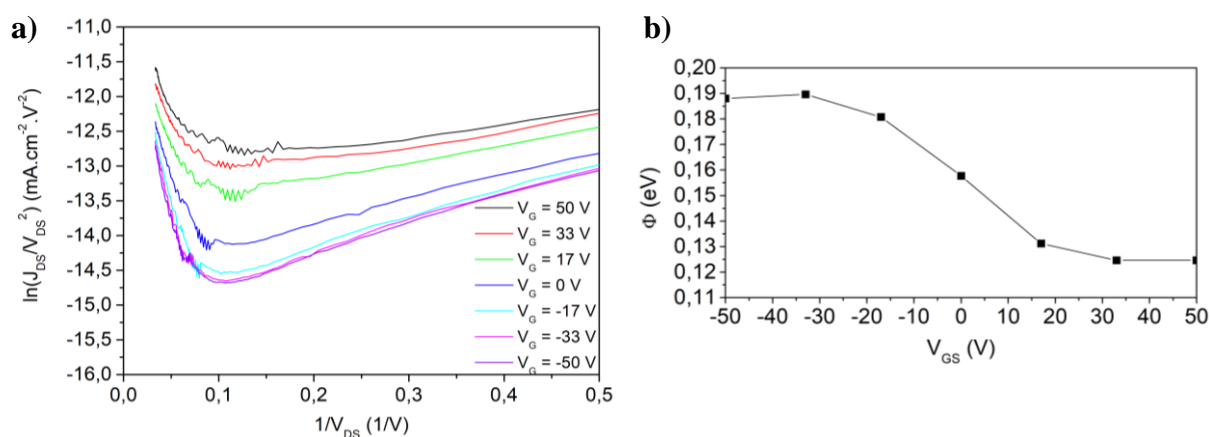 a)
-11,0
-11,5
-12,0
-12,5
-13,0
-13,5
-14,0
-14,5
-15,0
-15,5
-16,0
ln(J_DS/V_DS^2) (mA.cm^-2.V^-2)
V_G = 50 V
V_G = 33 V
V_G = 17 V
V_G = 0 V
V_G = -17 V
V_G = -33 V
V_G = -50 V
0,0 0,1 0,2 0,3 0,4 0,5
1/V_DS (1/V)
b)
0,20
0,19
0,18
0,17
0,16
0,15
0,14
0,13
0,12
0,11
Φ (eV)
-50 -40 -30 -20 -10 0 10 20 30 40 50
V_GS (V)